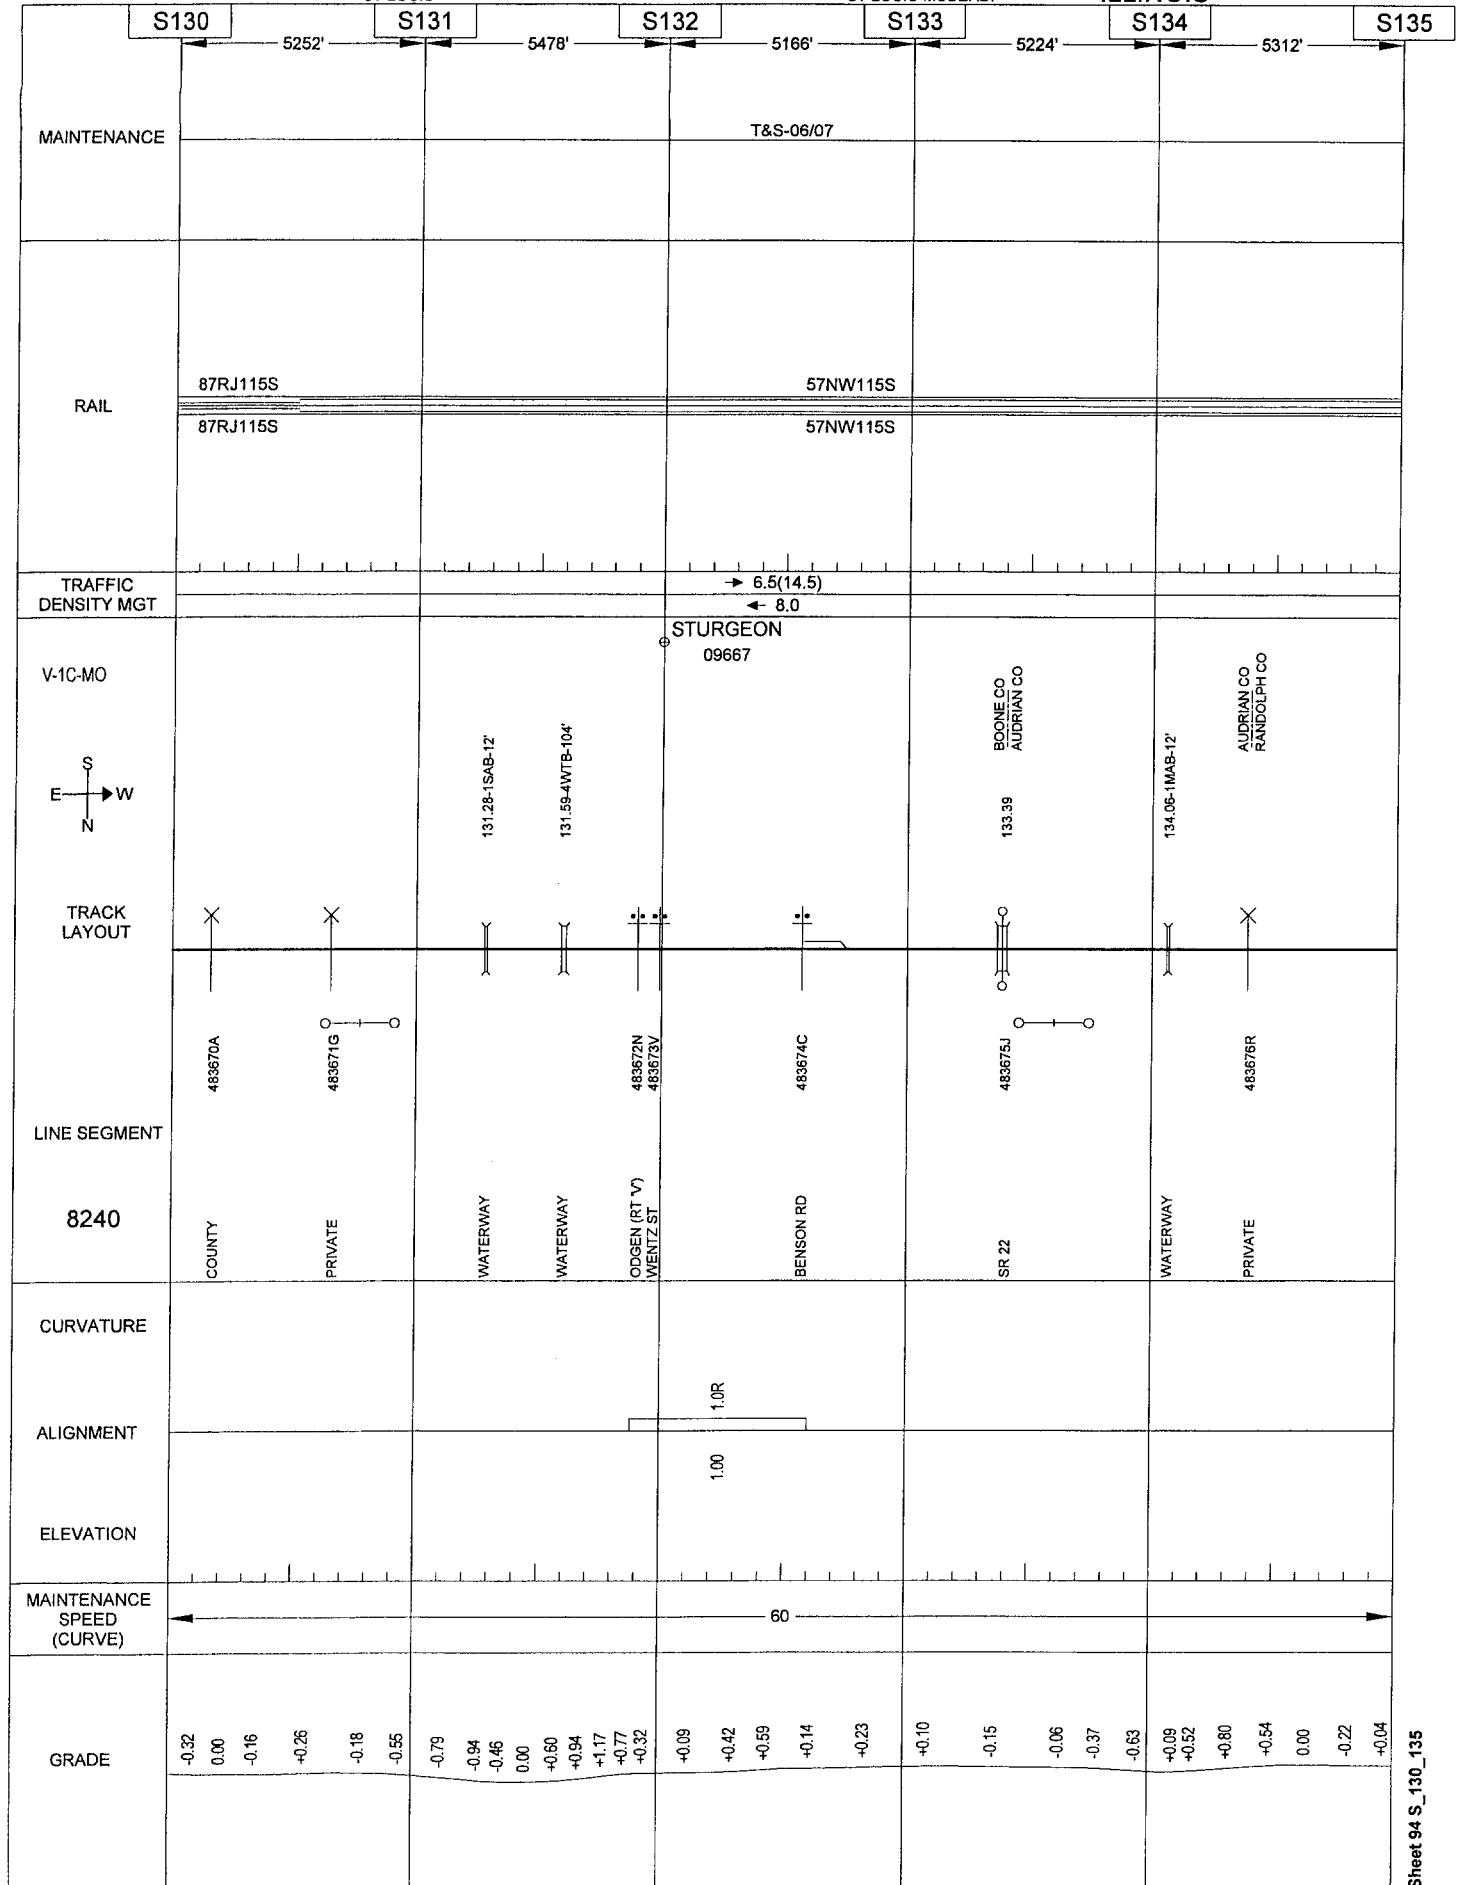 S130 S131 S132 S133 S134 S135
5252' 5478' 5166' 5224' 5312'
MAINTENANCE
T&S-06/07
87RJ115S 57NW115S
RAIL
87RJ115S 57NW115S
TRAFFIC
DENSITY MGT
→ 6.5(14.5)
← 8.0
STURGEON
09667
V-1C-MO
BOONE CO
AUDRIAN CO
AUDRIAN CO
RANDOLPH CO
S
E W
N
131.28-1SAB-12'
131.59-4WTB-104'
133.39
134.06-1MAB-12'
TRACK
LAYOUT
483670A
483671G
483672N
483673V
483674C
483675J
483676R
LINE SEGMENT
8240
COUNTY
PRIVATE
WATERWAY
WATERWAY
ODGEN (RT 'V')
WENTZ ST
BENSON RD
SR 22
WATERWAY
PRIVATE
CURVATURE
1.0R
ALIGNMENT
1.00
ELEVATION
MAINTENANCE
SPEED
(CURVE)
60
GRADE
-0.32
0.00
-0.16
+0.26
-0.18
-0.55
-0.79
-0.94
-0.46
0.00
+0.60
+0.94
+1.17
+0.77
+0.32
+0.09
+0.42
+0.59
+0.14
+0.23
+0.10
-0.15
-0.06
-0.37
-0.63
+0.09
+0.52
+0.80
+0.54
0.00
-0.22
+0.04
Sheet 94 S_130_135